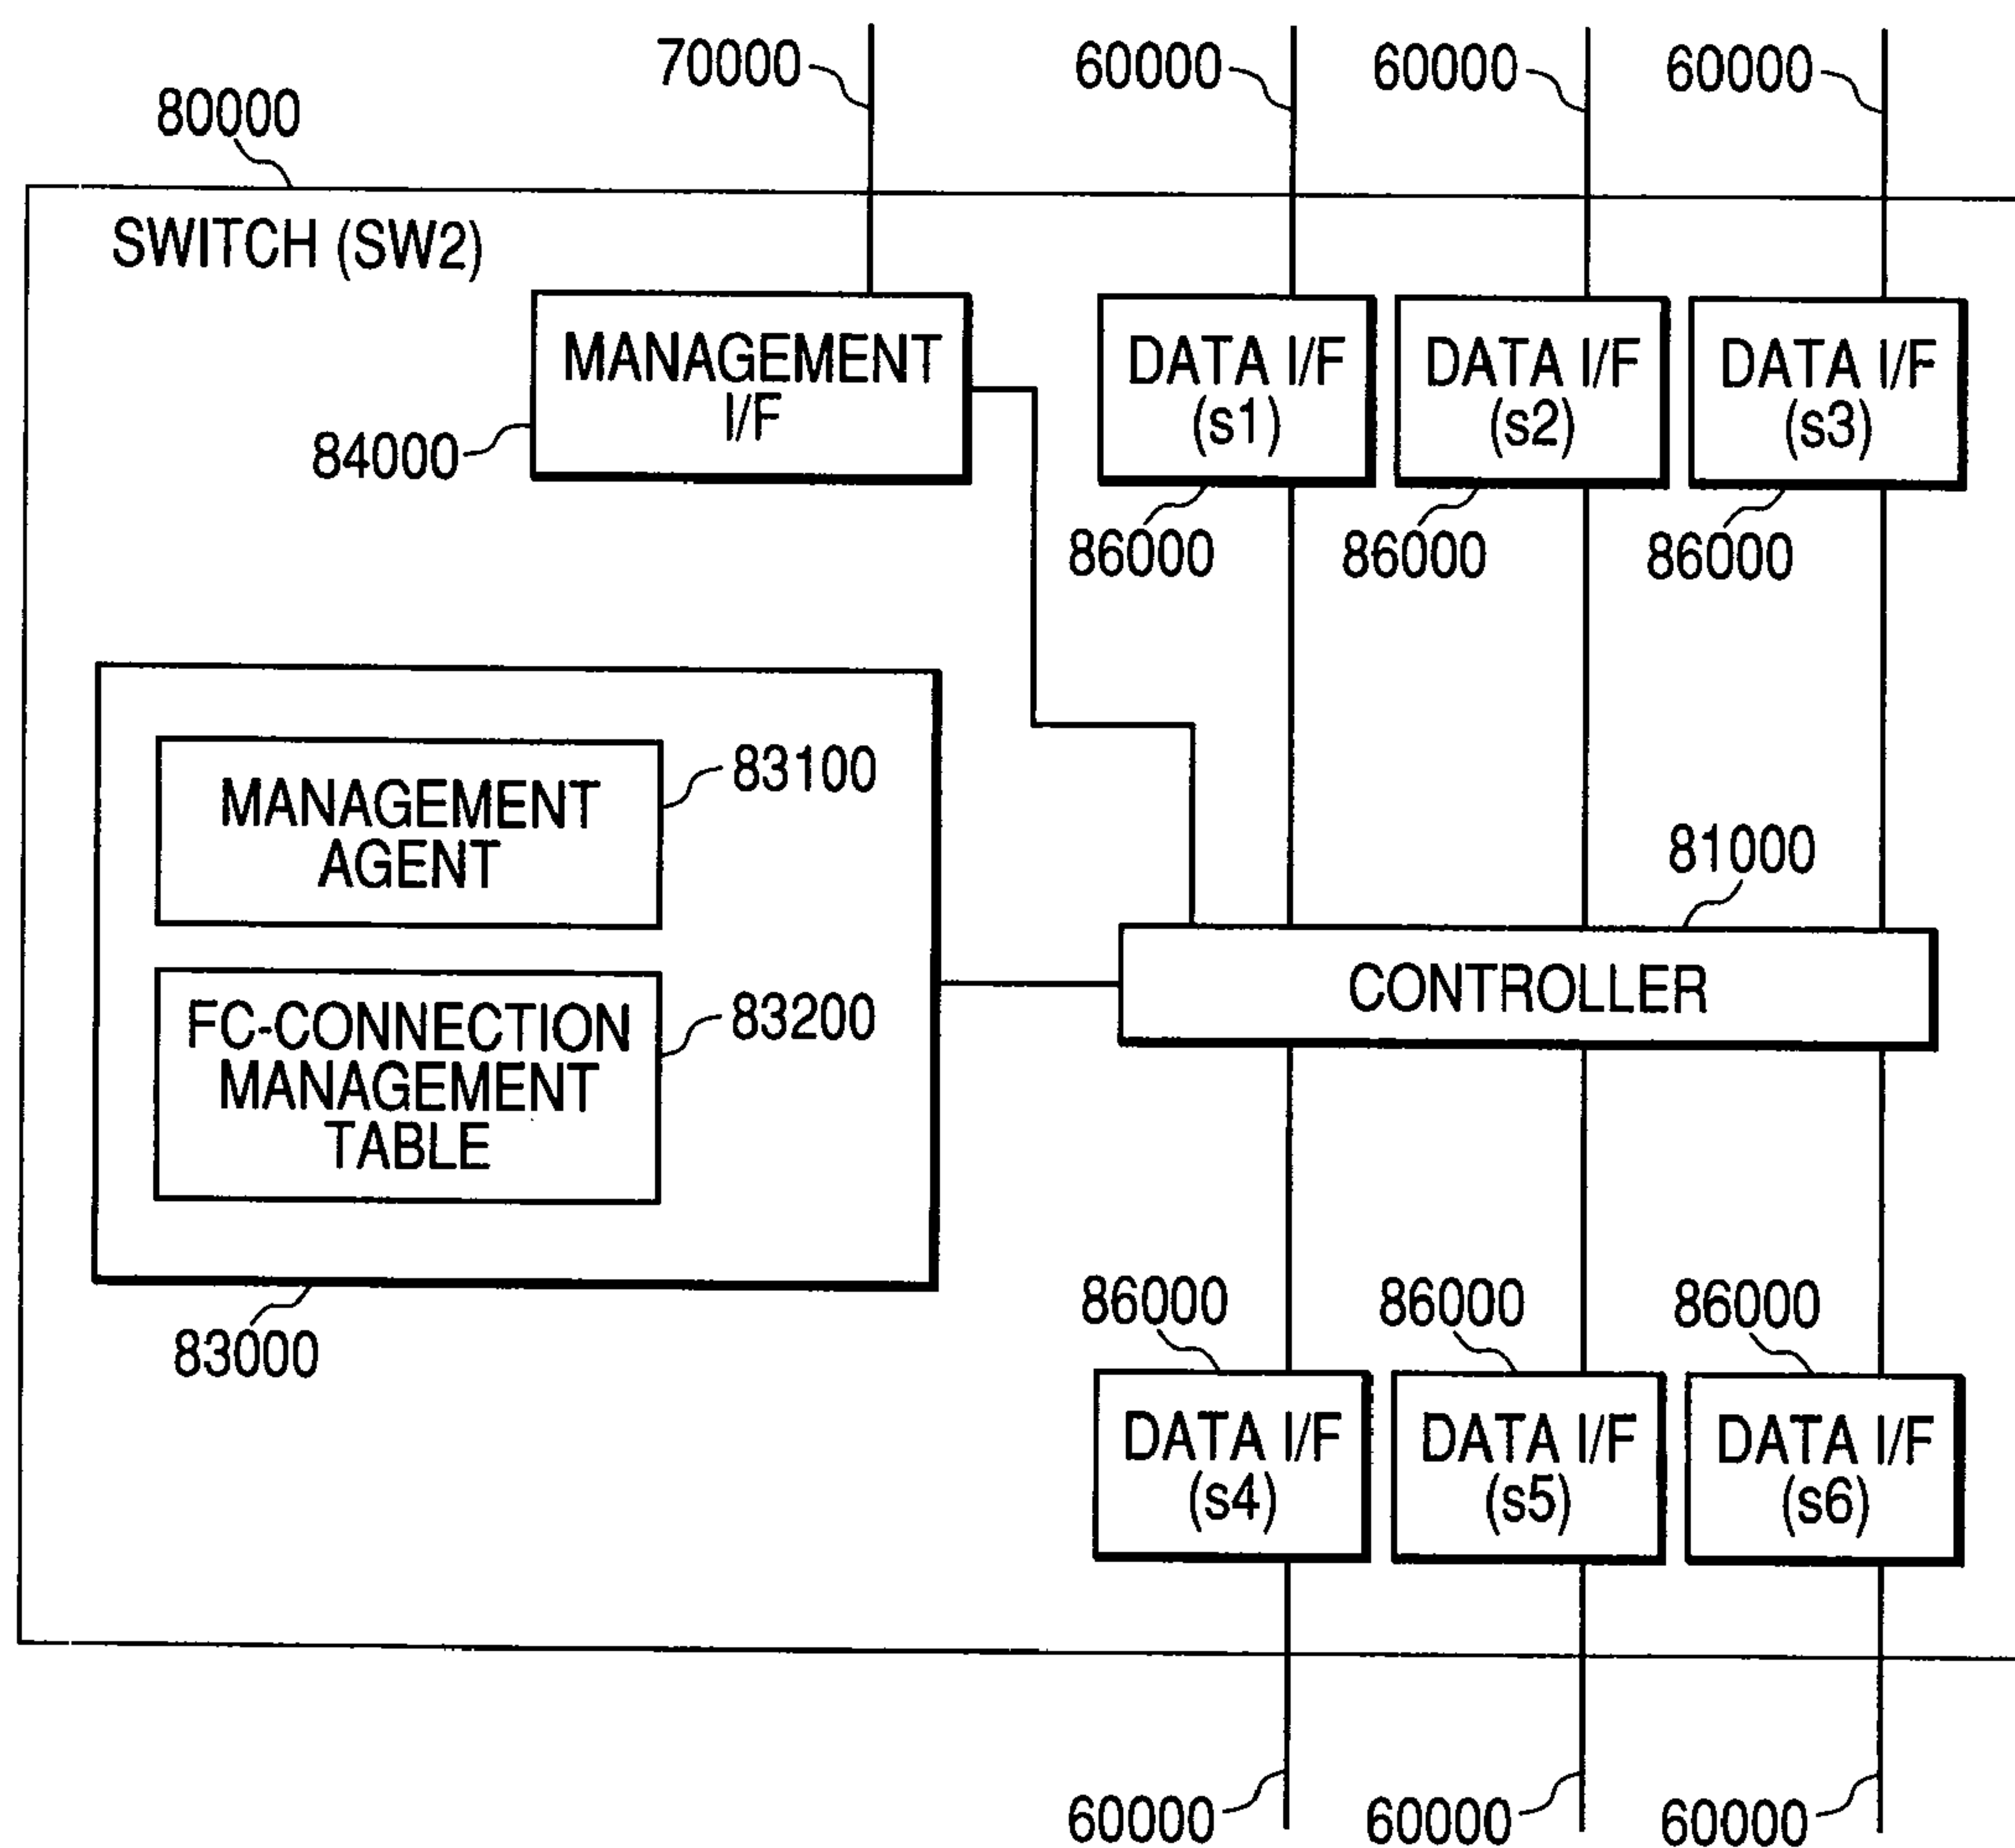 70000
60000
60000
60000
80000
SWITCH (SW2)
MANAGEMENT
I/F
84000
DATA I/F
(s1)
DATA I/F
(s2)
DATA I/F
(s3)
86000
86000
86000
MANAGEMENT
AGENT
83100
FC-CONNECTION
MANAGEMENT
TABLE
83200
83000
81000
CONTROLLER
86000
86000
86000
DATA I/F
(s4)
DATA I/F
(s5)
DATA I/F
(s6)
60000
60000
60000